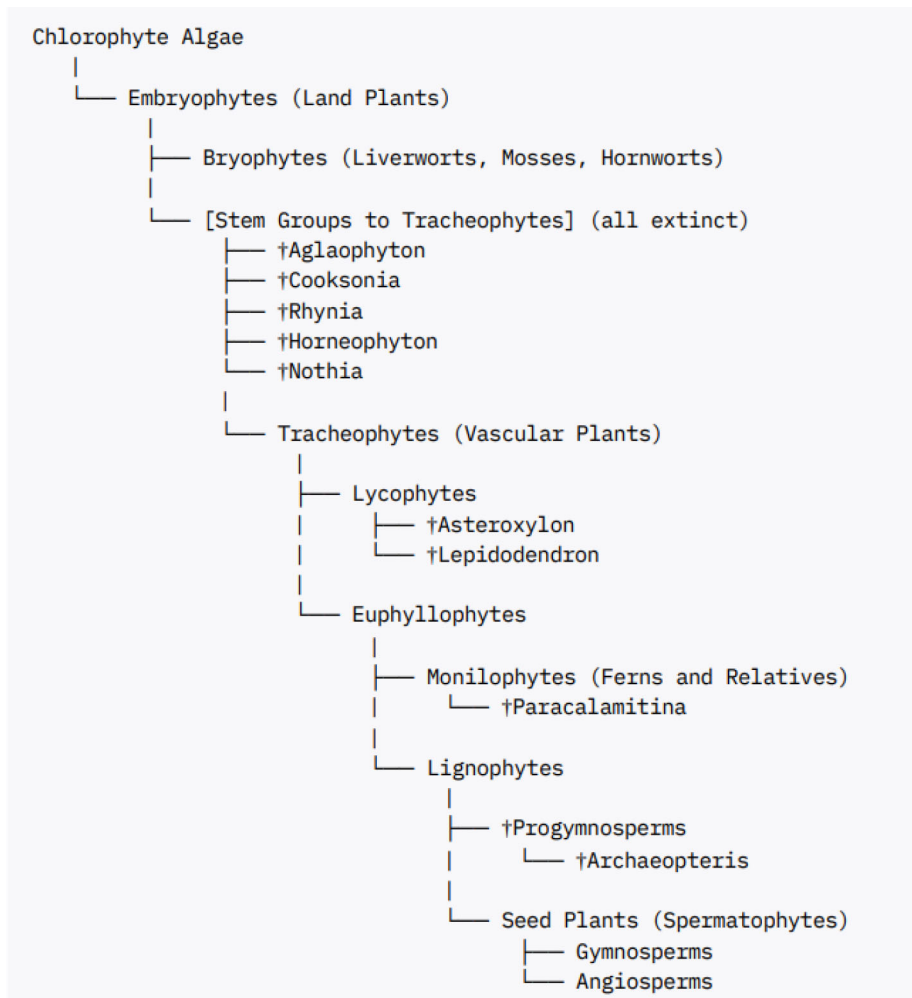 Chlorophyte Algae
Embryophytes (Land Plants)
Bryophytes (Liverworts, Mosses, Hornworts)
[Stem Groups to Tracheophytes] (all extinct)
†Aglaophyton
†Cooksonia
†Rhynia
†Horneophyton
†Nothia
Tracheophytes (Vascular Plants)
Lycophytes
†Asteroxylon
†Lepidodendron
Euphyllophytes
Monilophytes (Ferns and Relatives)
†Paracalamitina
Lignophytes
†Progymnosperms
†Archaeopteris
Seed Plants (Spermatophytes)
Gymnosperms
Angiosperms